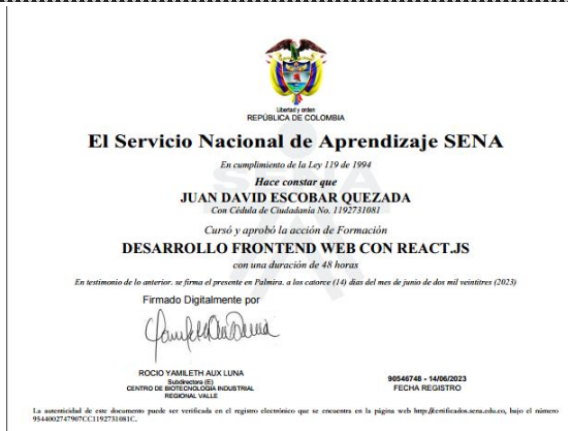 Libertad y orden
REPÚBLICA DE COLOMBIA
El Servicio Nacional de Aprendizaje SENA
En cumplimiento de la Ley 119 de 1994
Hace constar que
JUAN DAVID ESCOBAR QUEZADA
Con Cédula de Ciudadanía No. 1192731081
Cursó y aprobó la acción de Formación
DESARROLLO FRONTEND WEB CON REACT.JS
con una duración de 48 horas
En testimonio de lo anterior, se firma el presente en Palmira, a los catorce (14) días del mes de junio de dos mil veintitres (2023)
Firmado Digitalmente por
ROCIO YAMILETH AUX LUNA
Subdirectora (E)
CENTRO DE BIOTECNOLOGIA INDUSTRIAL
REGIONAL VALLE
90546748 - 14/06/2023
FECHA REGISTRO
La autenticidad de este documento puede ser verificada en el registro electrónico que se encuentra en la página web http://certificados.sena.edu.co, bajo el número
9544002747907CC1192731081C.
SENA